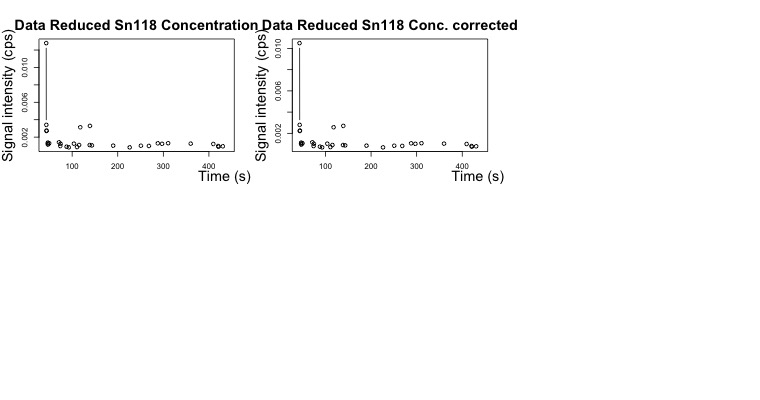 Data Reduced Sn118 Concentration
Signal intensity (cps)
0.002
0.006
0.010
100
200
300
400
Time (s)
Data Reduced Sn118 Conc. corrected
Signal intensity (cps)
0.002
0.006
0.010
100
200
300
400
Time (s)